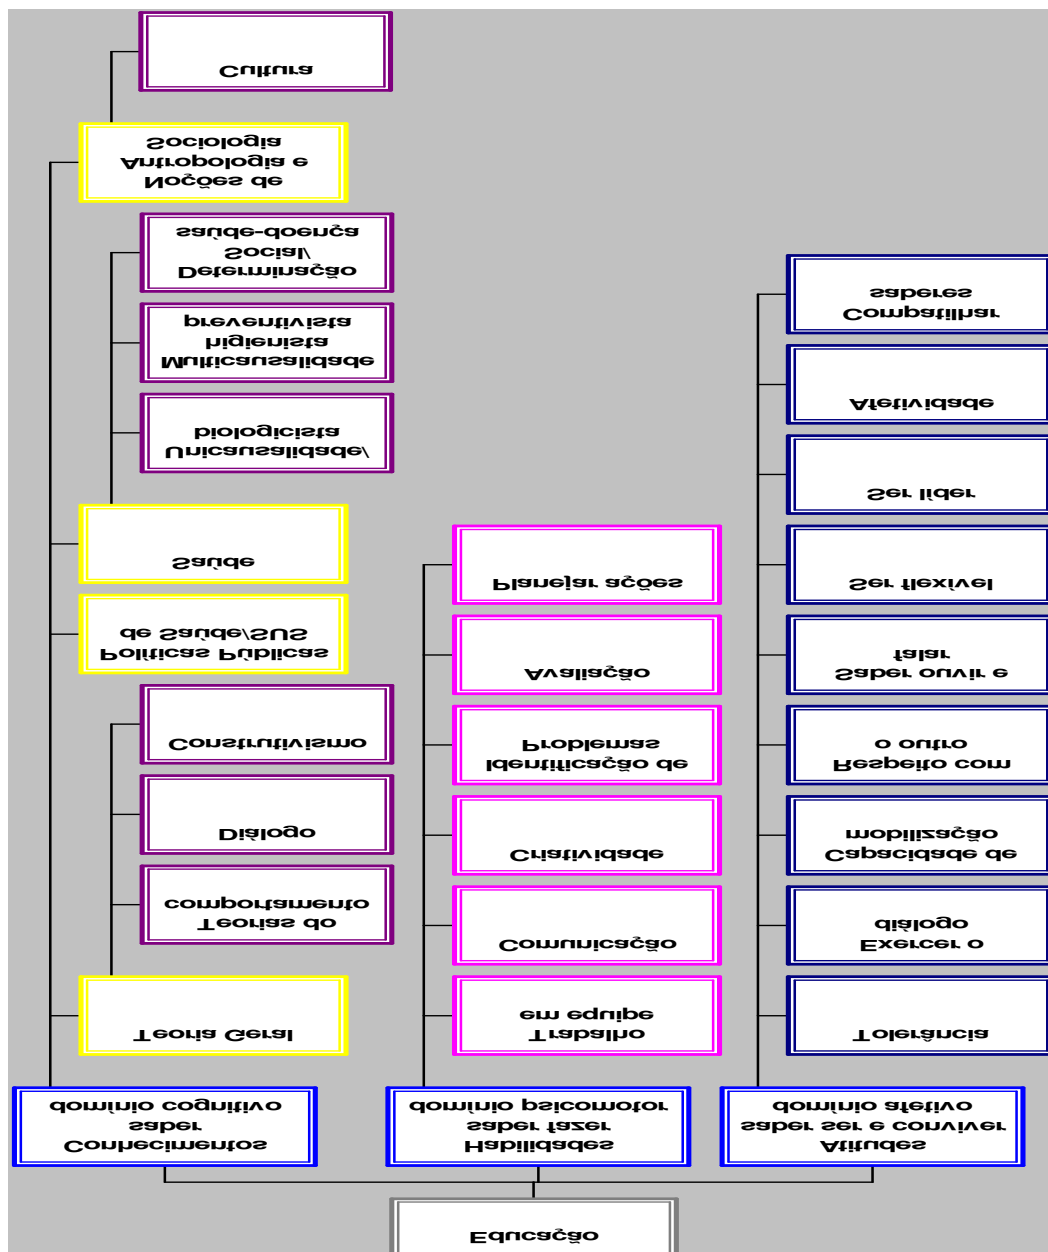 Educação
Conhecimentos
saber
domínio cognitivo
Teoria Geral
Teorias do
comportamento
Diálogo
Construtivismo
Políticas Públicas
de Saúde/SUS
Saúde
Unicausalidade/
biologicista
Multicausalidade
higienista
preventivista
Determinação
Social/
saúde-doença
Noções de
Antropologia e
Sociologia
Cultura
Habilidades
saber fazer
domínio psicomotor
Trabalho
em equipe
Comunicação
Criatividade
Identificação de
Problemas
Avaliação
Planejar ações
Atitudes
saber ser e conviver
domínio afetivo
Tolerância
Exercer o
diálogo
Capacidade de
mobilização
Respeito com
o outro
Saber ouvir e
falar
Ser flexível
Ser líder
Afetividade
Compatilhar
saberes